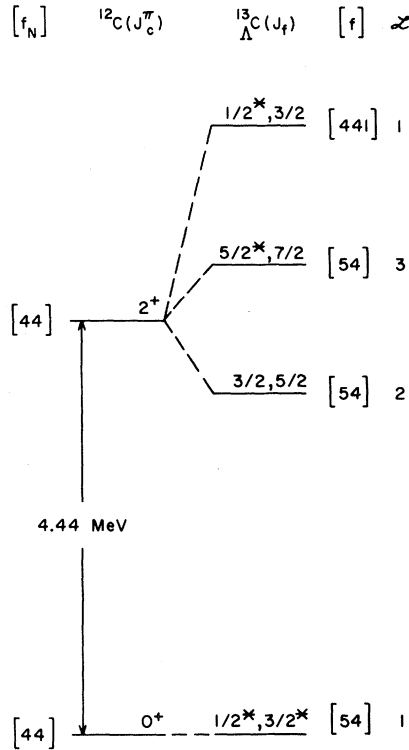 [f_N] ¹²C(J_c^π) ¹³_ΛC(J_f) [f] ℒ
1/2*,3/2 [441] 1
5/2*,7/2 [54] 3
[44] 2⁺
3/2,5/2 [54] 2
4.44 MeV
[44] 0⁺ 1/2*,3/2* [54] 1